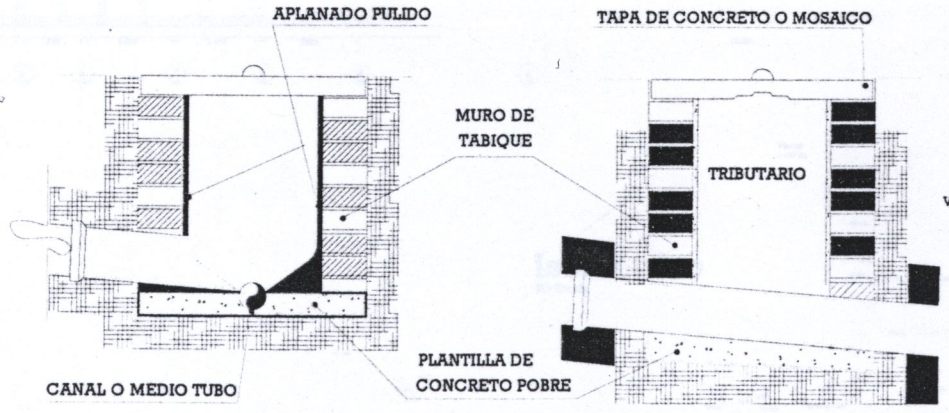 APLANADO PULIDO
TAPA DE CONCRETO O MOSAICO
MURO DE
TABIQUE
TRIBUTARIO
PLANTILLA DE
CONCRETO POBRE
CANAL O MEDIO TUBO